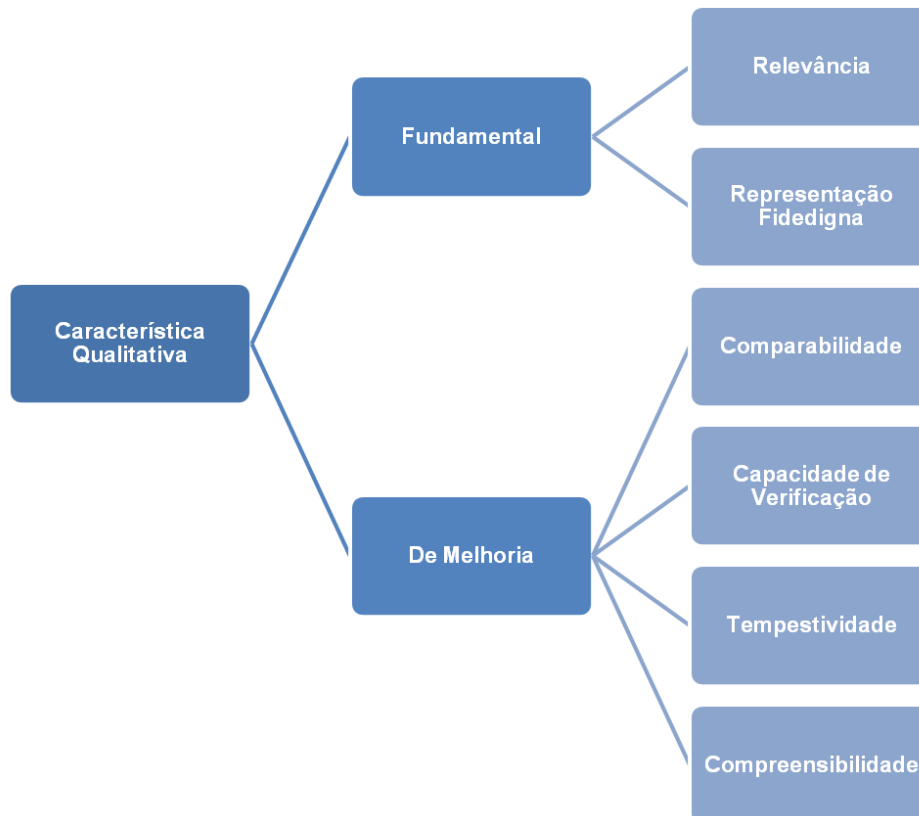 Relevância
Fundamental
Representação
Fidedigna
Característica
Qualitativa
Comparabilidade
Capacidade de
Verificação
De Melhoria
Tempestividade
Compreensibilidade